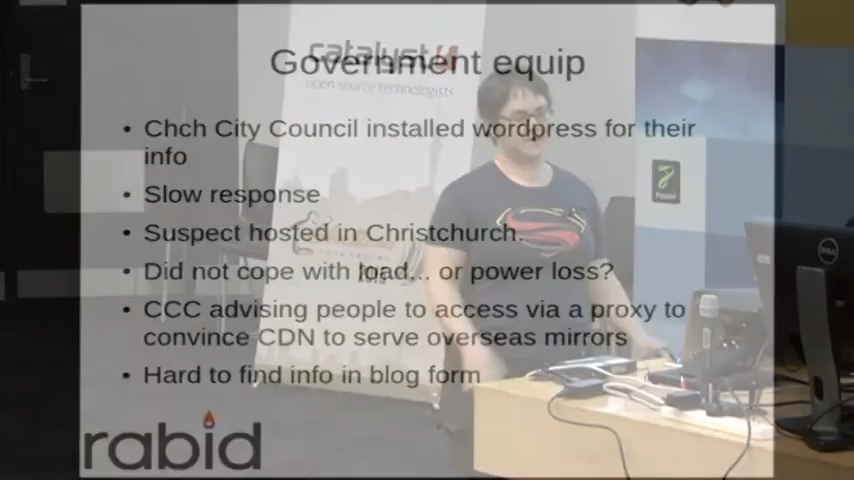 catalyst
Government equip
open source technologists
• Chch City Council installed wordpress for their
info
• Slow response
• Suspect hosted in Christchurch.
• Did not cope with load... or power loss?
• CCC advising people to access via a proxy to
convince CDN to serve overseas mirrors
• Hard to find info in blog form
rabid
Power
DELL